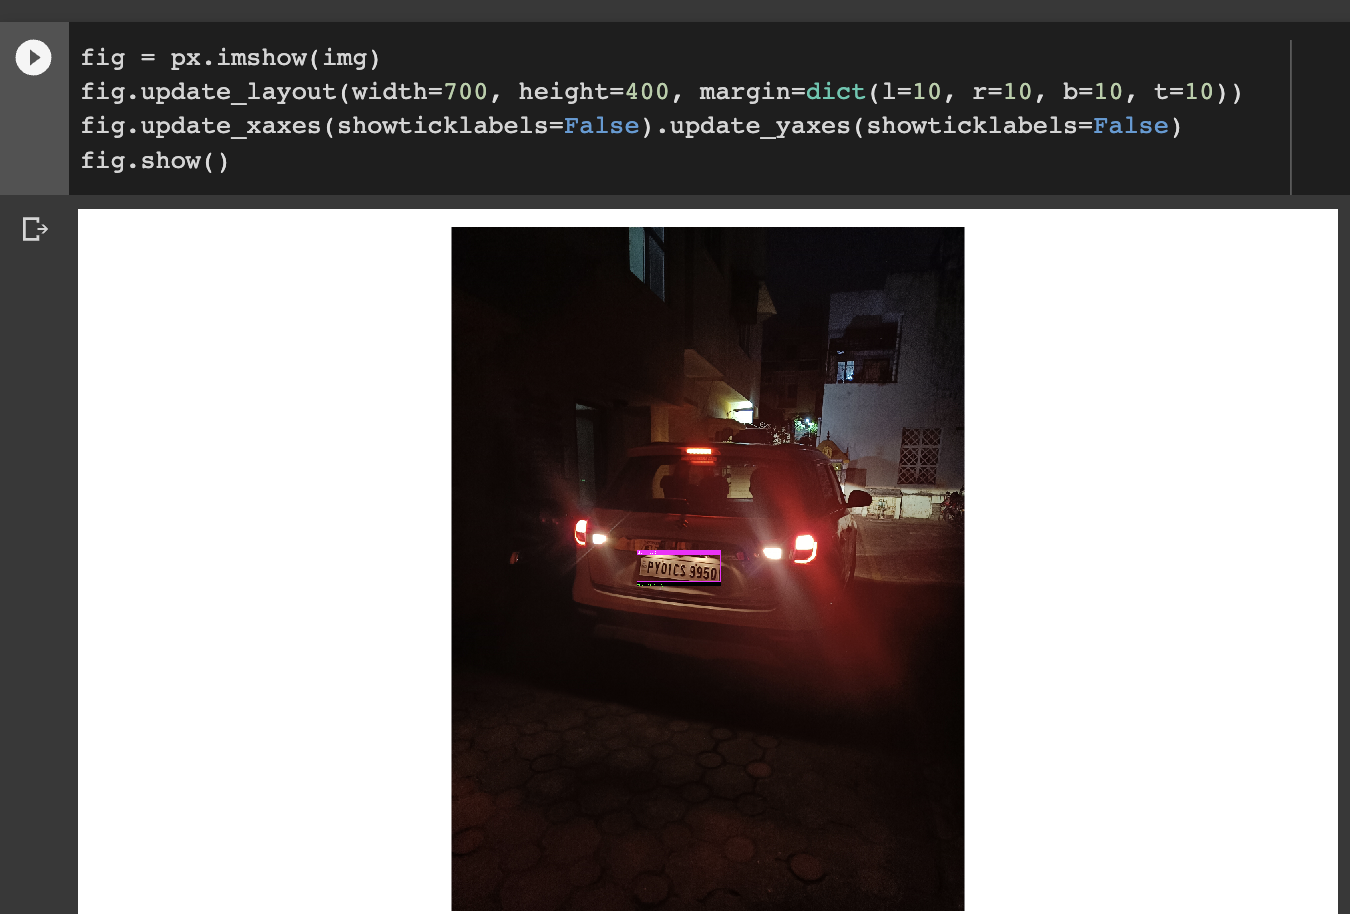 fig = px.imshow(img)
fig.update_layout(width=700, height=400, margin=dict(l=10, r=10, b=10, t=10))
fig.update_xaxes(showticklabels=False).update_yaxes(showticklabels=False)
fig.show()
PY01CS 9950